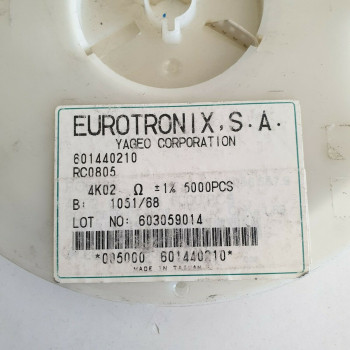 EUROTRONIX, S.A.
YAGEO CORPORATION
601440210
RC0805
4K02 Ω ±1% 5000PCS
B: 1051/68
LOT NO: 603059014
*005000 601440210*
MADE IN TAIWAN